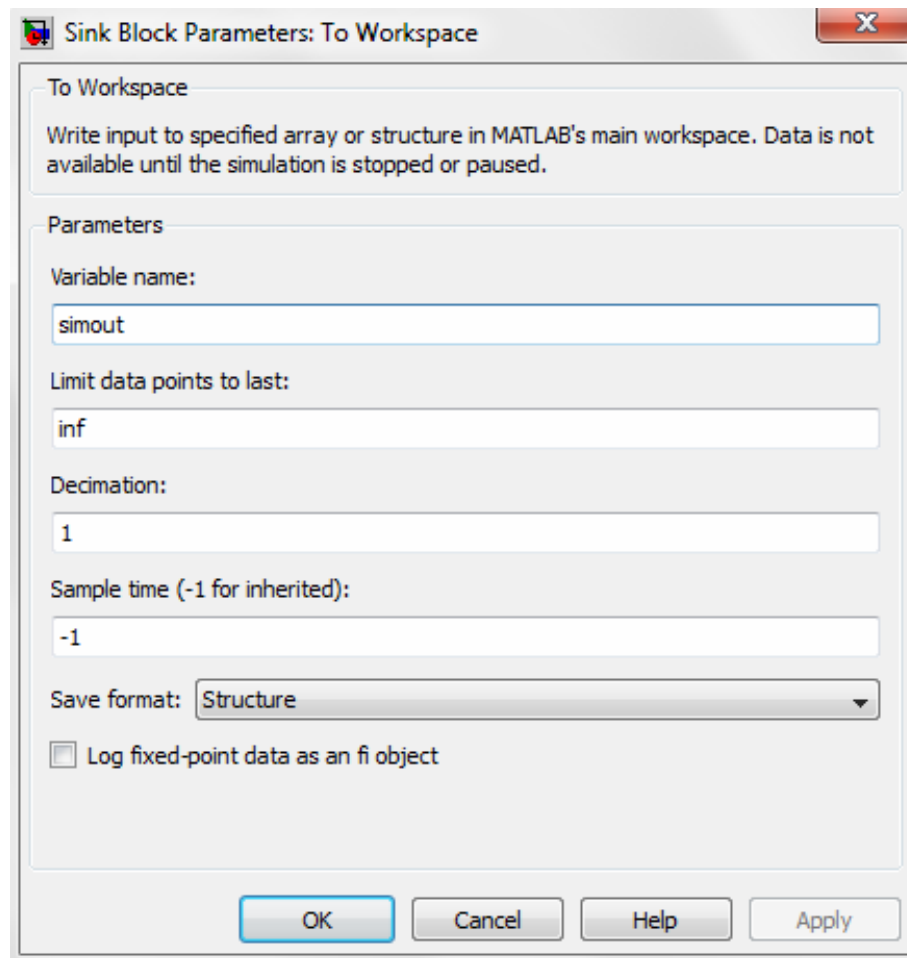 Sink Block Parameters: To Workspace
To Workspace
Write input to specified array or structure in MATLAB's main workspace. Data is not
available until the simulation is stopped or paused.
Parameters
Variable name:
simout
Limit data points to last:
inf
Decimation:
1
Sample time (-1 for inherited):
-1
Save format: Structure
Log fixed-point data as an fi object
OK Cancel Help Apply